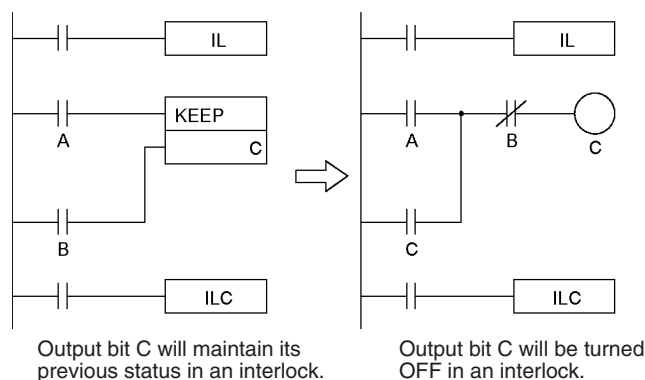 IL
KEEP
A
C
B
ILC
Output bit C will maintain its
previous status in an interlock.
IL
A
B
C
C
ILC
Output bit C will be turned
OFF in an interlock.